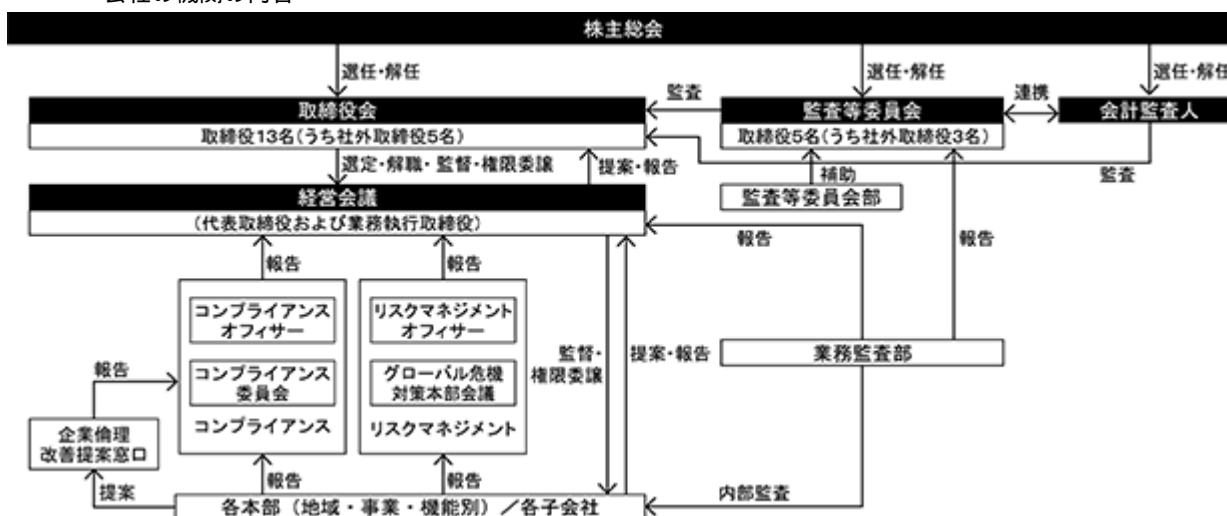 株主総会
選任・解任
選任・解任
選任・解任
取締役会
監査
監査等委員会
連携
会計監査人
取締役13名(うち社外取締役5名)
取締役5名(うち社外取締役3名)
選定・解職・監督・権限委譲
提案・報告
補助
監査
経営会議
監査等委員会部
(代表取締役および業務執行取締役)
報告
報告
報告
報告
コンプライアンス
オフィサー
リスクマネジメント
オフィサー
監督・
権限委譲
提案・報告
業務監査部
報告
コンプライアンス
委員会
グローバル危機
対策本部会議
コンプライアンス
リスクマネジメント
企業倫理
改善提案窓口
提案
報告
報告
内部監査
各本部(地域・事業・機能別)/各子会社